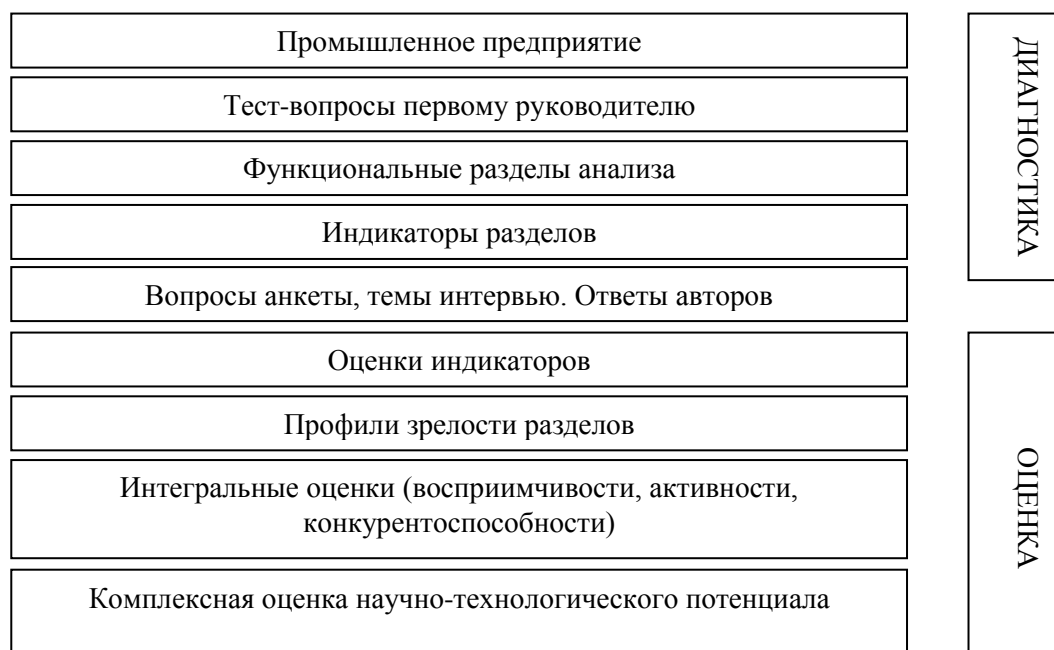 Промышленное предприятие
Тест-вопросы первому руководителю
Функциональные разделы анализа
Индикаторы разделов
Вопросы анкеты, темы интервью. Ответы авторов
Оценки индикаторов
Профили зрелости разделов
Интегральные оценки (восприимчивости, активности,
конкурентоспособности)
Комплексная оценка научно-технологического потенциала
ДИАГНОСТИКА
ОЦЕНКА